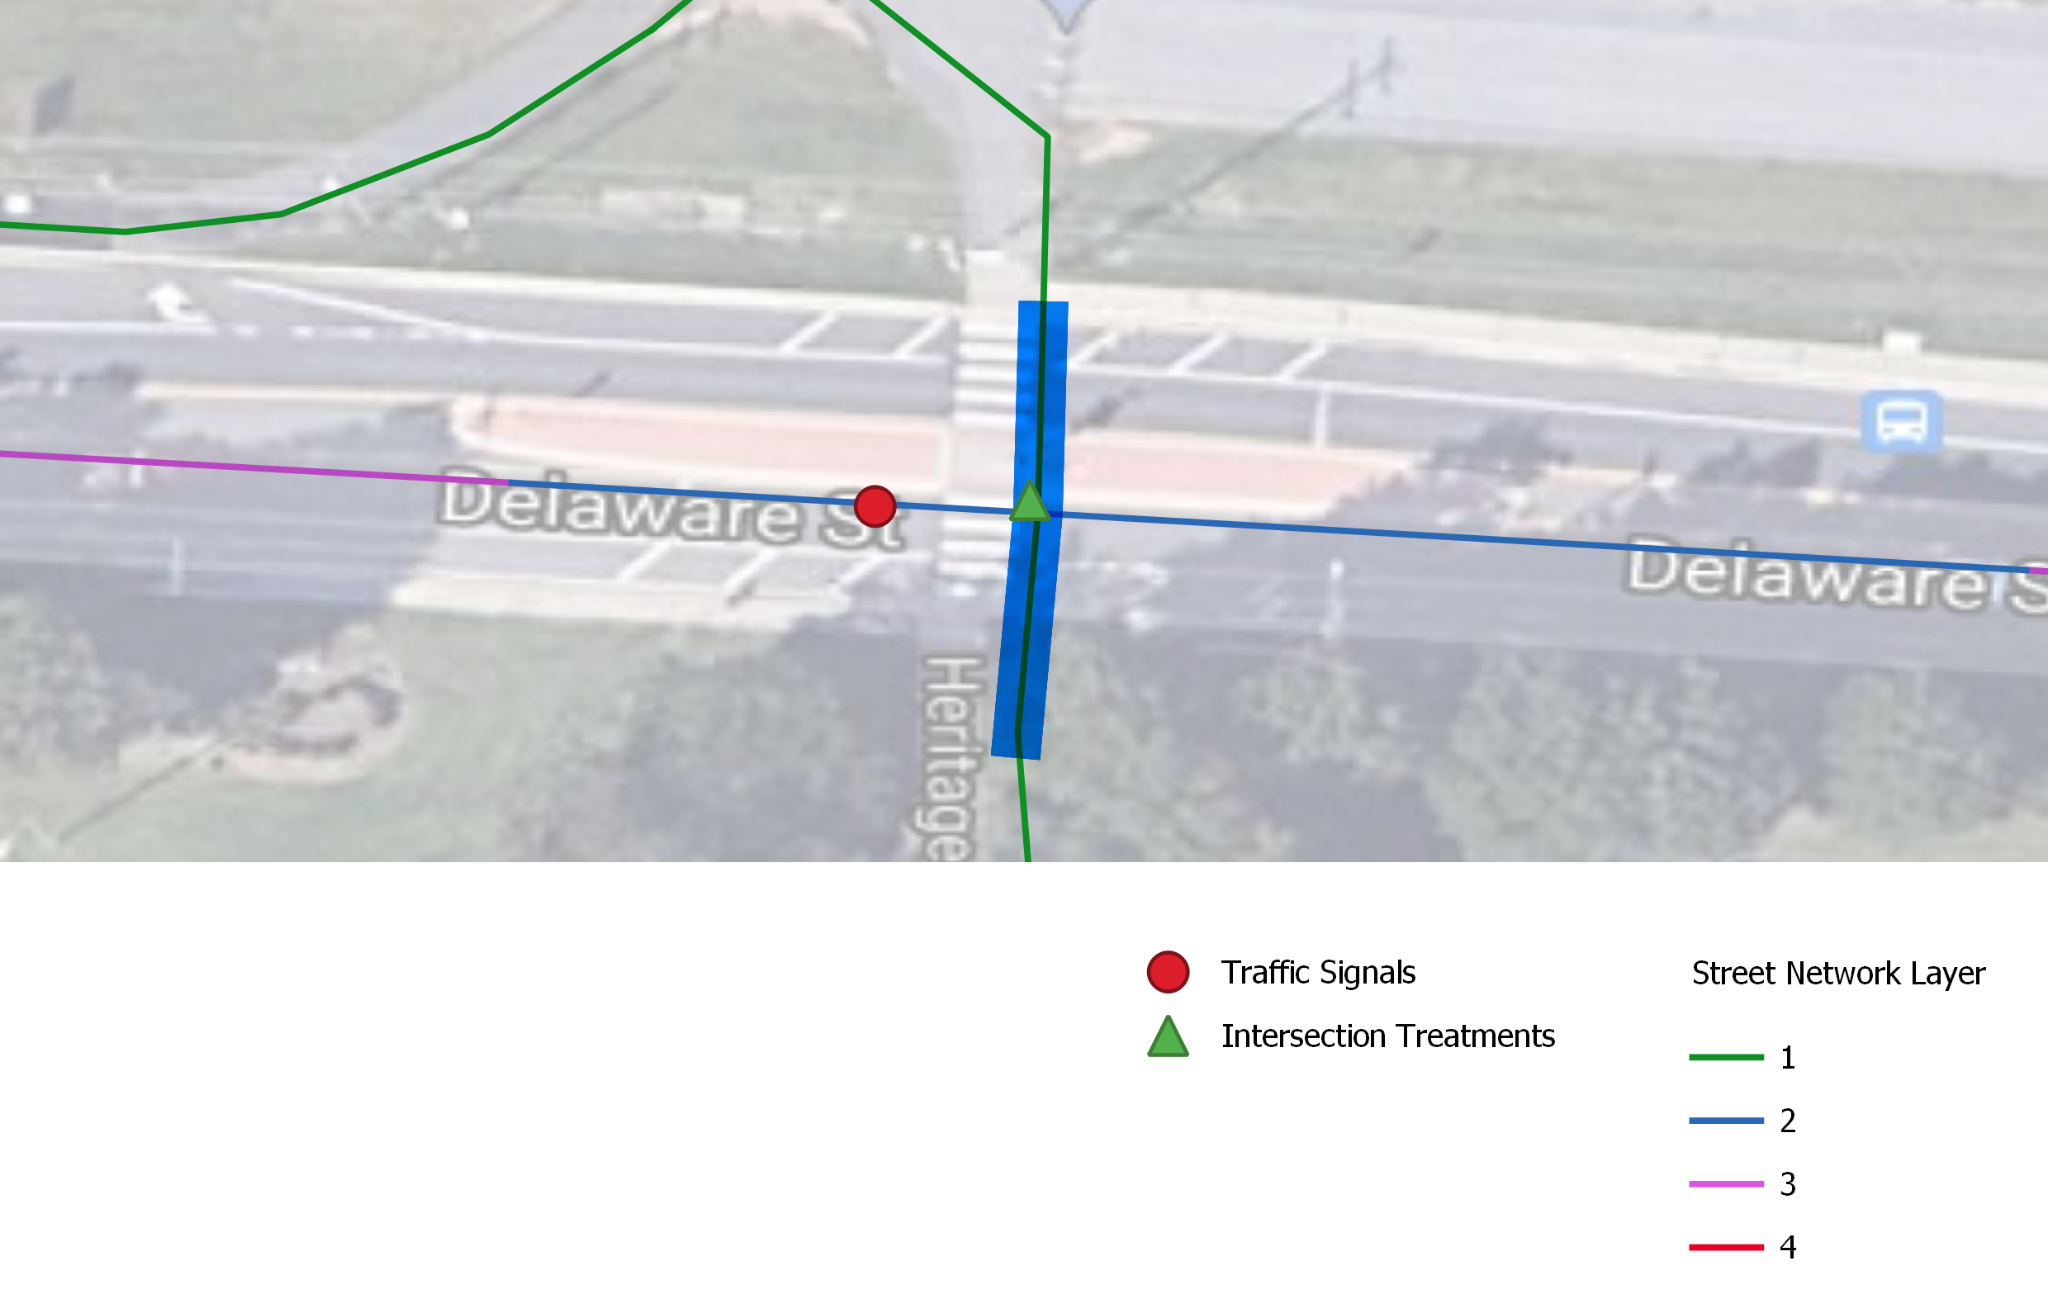 Delaware St
Delaware S
Heritage
Traffic Signals
Intersection Treatments
Street Network Layer
1
2
3
4